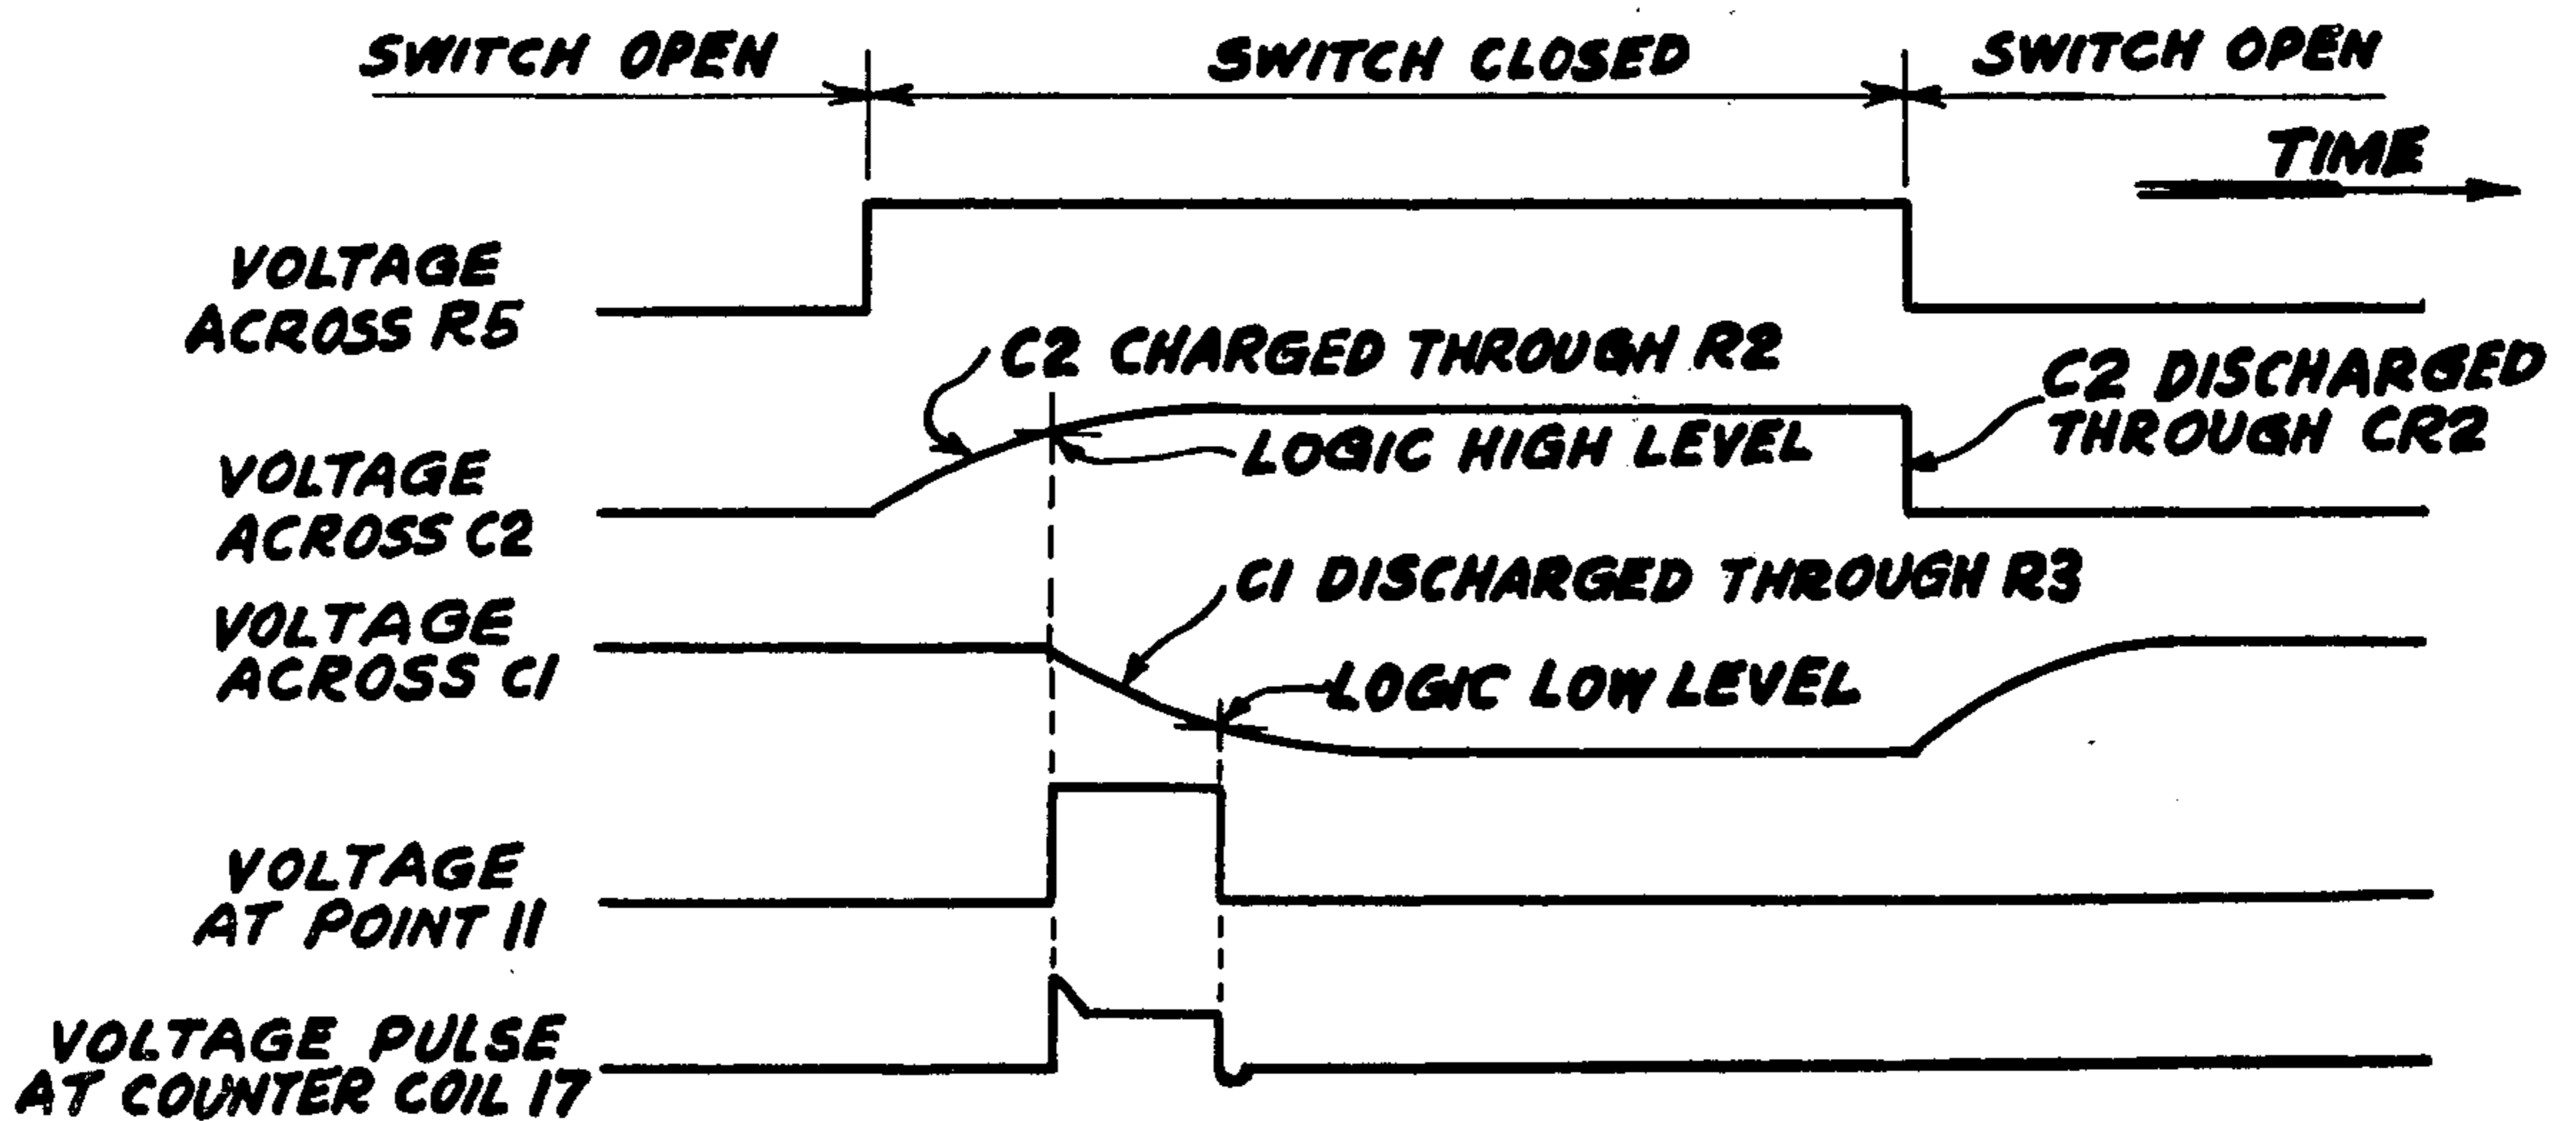 SWITCH OPEN
SWITCH CLOSED
SWITCH OPEN
TIME
VOLTAGE
ACROSS R5
C2 CHARGED THROUGH R2
C2 DISCHARGED
THROUGH CR2
LOGIC HIGH LEVEL
VOLTAGE
ACROSS C2
C1 DISCHARGED THROUGH R3
VOLTAGE
ACROSS C1
LOGIC LOW LEVEL
VOLTAGE
AT POINT 11
VOLTAGE PULSE
AT COUNTER COIL 17